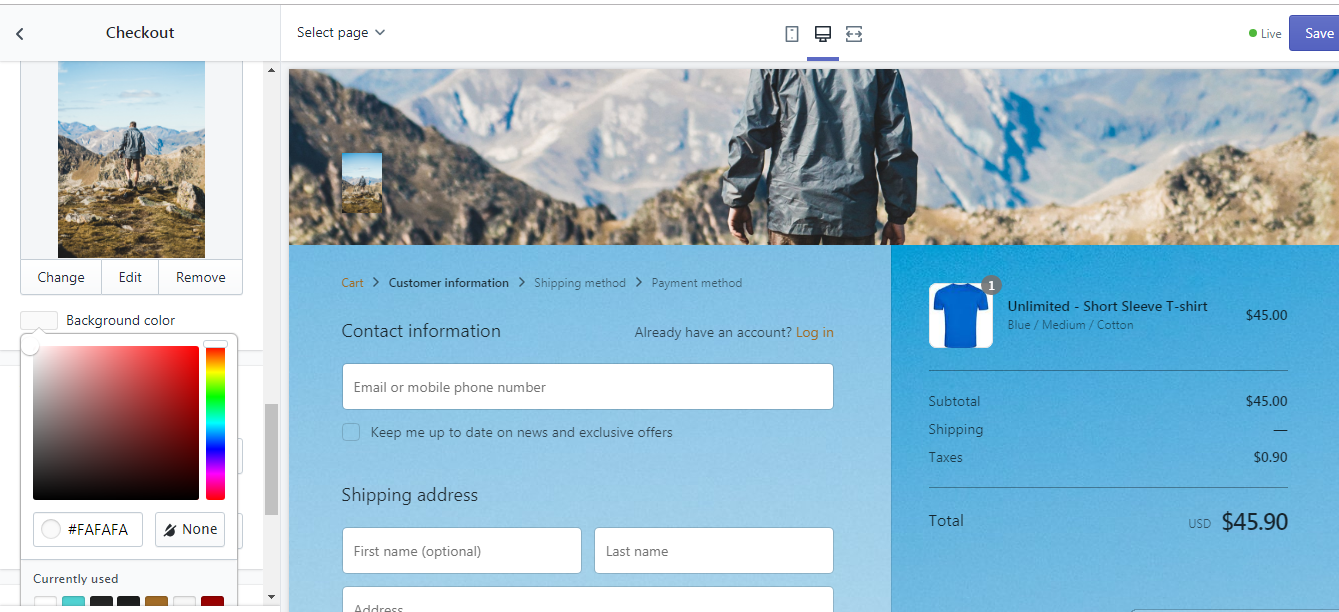 Checkout
Select page
Live
Save
Change
Edit
Remove
Background color
#FAFAFA
None
Currently used
Cart > Customer information > Shipping method > Payment method
Contact information
Already have an account? Log in
Email or mobile phone number
Keep me up to date on news and exclusive offers
Shipping address
First name (optional)
Last name
Address
1
Unlimited - Short Sleeve T-shirt
$45.00
Blue / Medium / Cotton
Subtotal
$45.00
Shipping
—
Taxes
$0.90
Total
USD $45.90